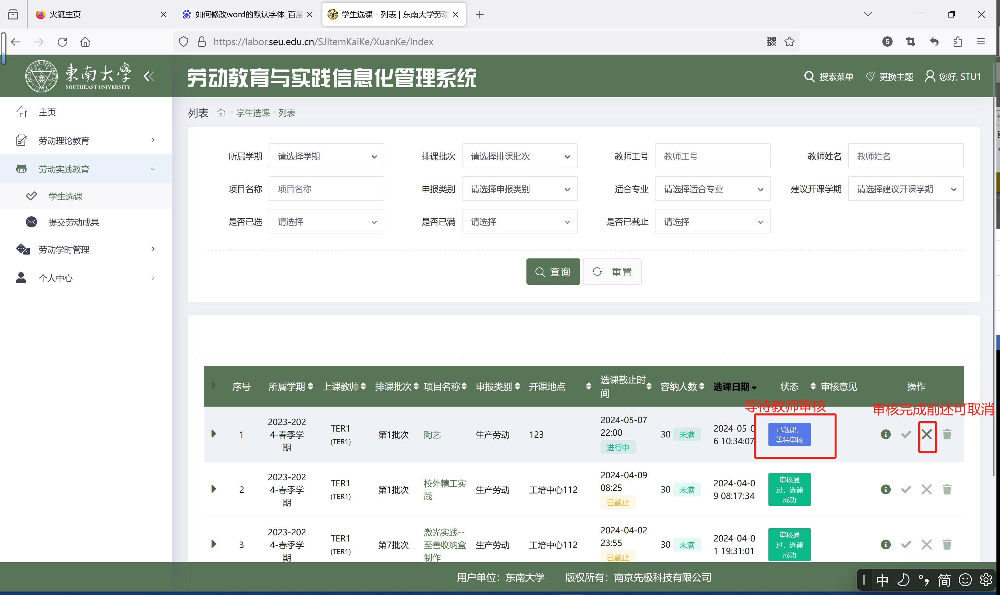 火狐主页
如何修改word的默认字体_百度
学生选课 - 列表 | 东南大学劳动
https://labor.seu.edu.cn/SJItemKaiKe/XuanKe/Index
5
SOUTHEAST UNIVERSITY
東南大學
SOUTHEAST UNIVERSITY
劳动教育与实践信息化管理系统
搜索菜单
更换主题
您好, STU1
主页
劳动理论教育
劳动实践教育
学生选课
提交劳动成果
劳动学时管理
个人中心
列表
学生选课
列表
所属学期 请选择学期
排课批次 请选择排课批次
教师工号 教师工号
教师姓名 教师姓名
项目名称 项目名称
申报类别 请选择申报类别
适合专业 请选择适合专业
建议开课学期 请选择建议开课学期
是否已选 请选择
是否已满 请选择
是否已截止 请选择
查询
重置
序号
所属学期
上课教师
排课批次
项目名称
申报类别
开课地点
选课截止时
间
容纳人数
选课日期
状态
审核意见
操作
等待教师审核
审核完成前还可取消
1
2023-202
4-春季学
期
TER1
(TER1)
第1批次
陶艺
生产劳动
123
2024-05-07
22:00
进行中
30 未满
2024-05-0
6 10:34:07
已选课,
等待审核
2
2023-202
4-春季学
期
TER1
(TER1)
第1批次
校外精工实
践
生产劳动
工培中心112
2024-04-09
08:25
已截止
30 未满
2024-04-0
9 08:17:34
审核通
过，选课
成功
3
2023-202
4-春季学
期
TER1
(TER1)
第7批次
激光实践--
至善收纳盒
制作
生产劳动
工培中心112
2024-04-02
23:55
已截止
30 未满
2024-04-0
1 19:31:01
审核通
过，选课
成功
用户单位：东南大学
版权所有：南京先极科技有限公司
中
简